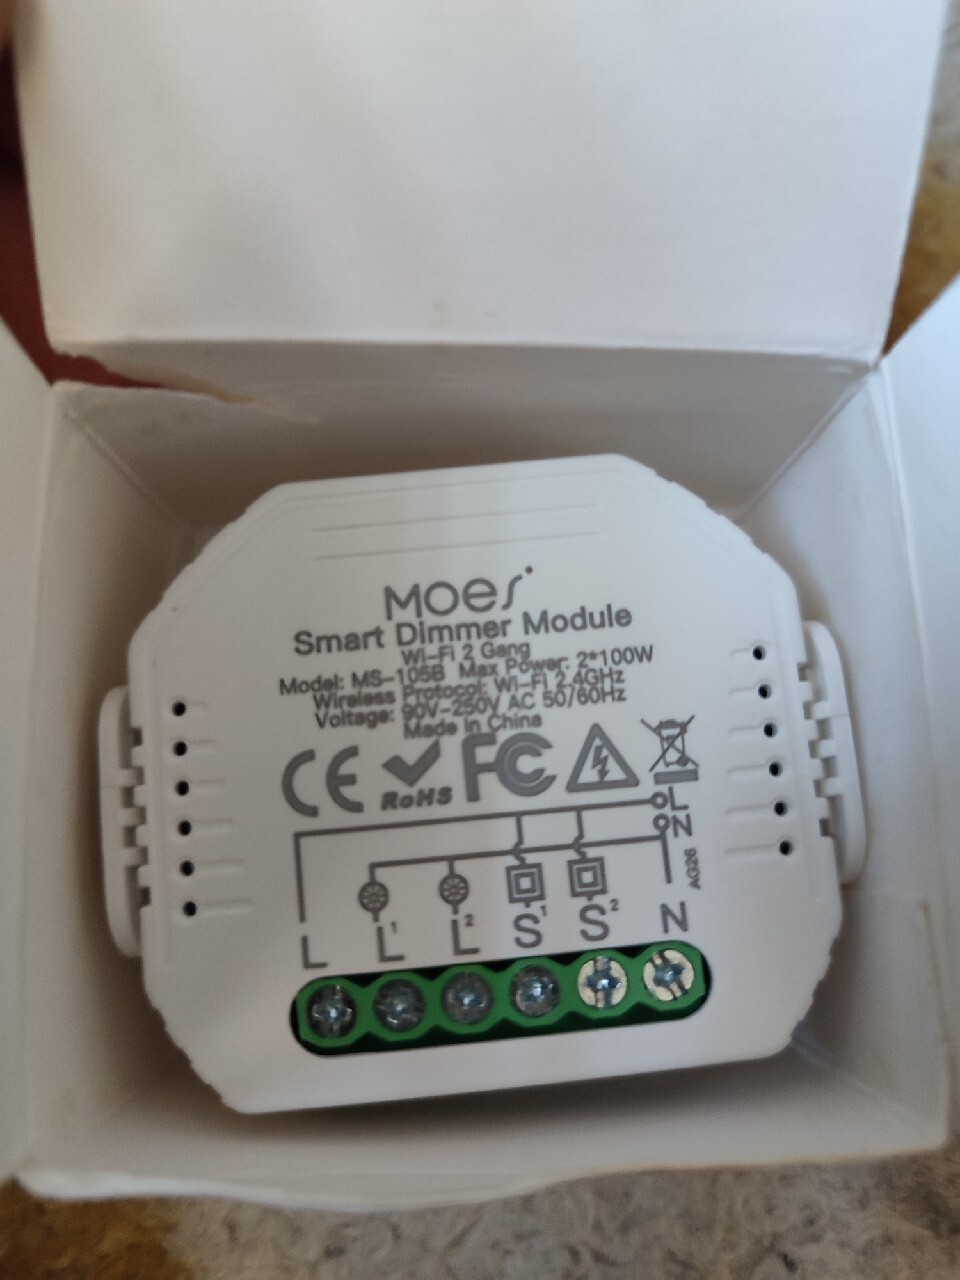 MOES
Smart Dimmer Module
Wi-Fi 2 Gang
Model: MS-105B Max Power: 2*100W
Wireless Protocol: Wi-Fi 2.4GHz
Voltage: 90V-250V AC 50/60Hz
Made in China
CE RoHS FC
L
N
AG26
L L1 L2 S1 S2 N